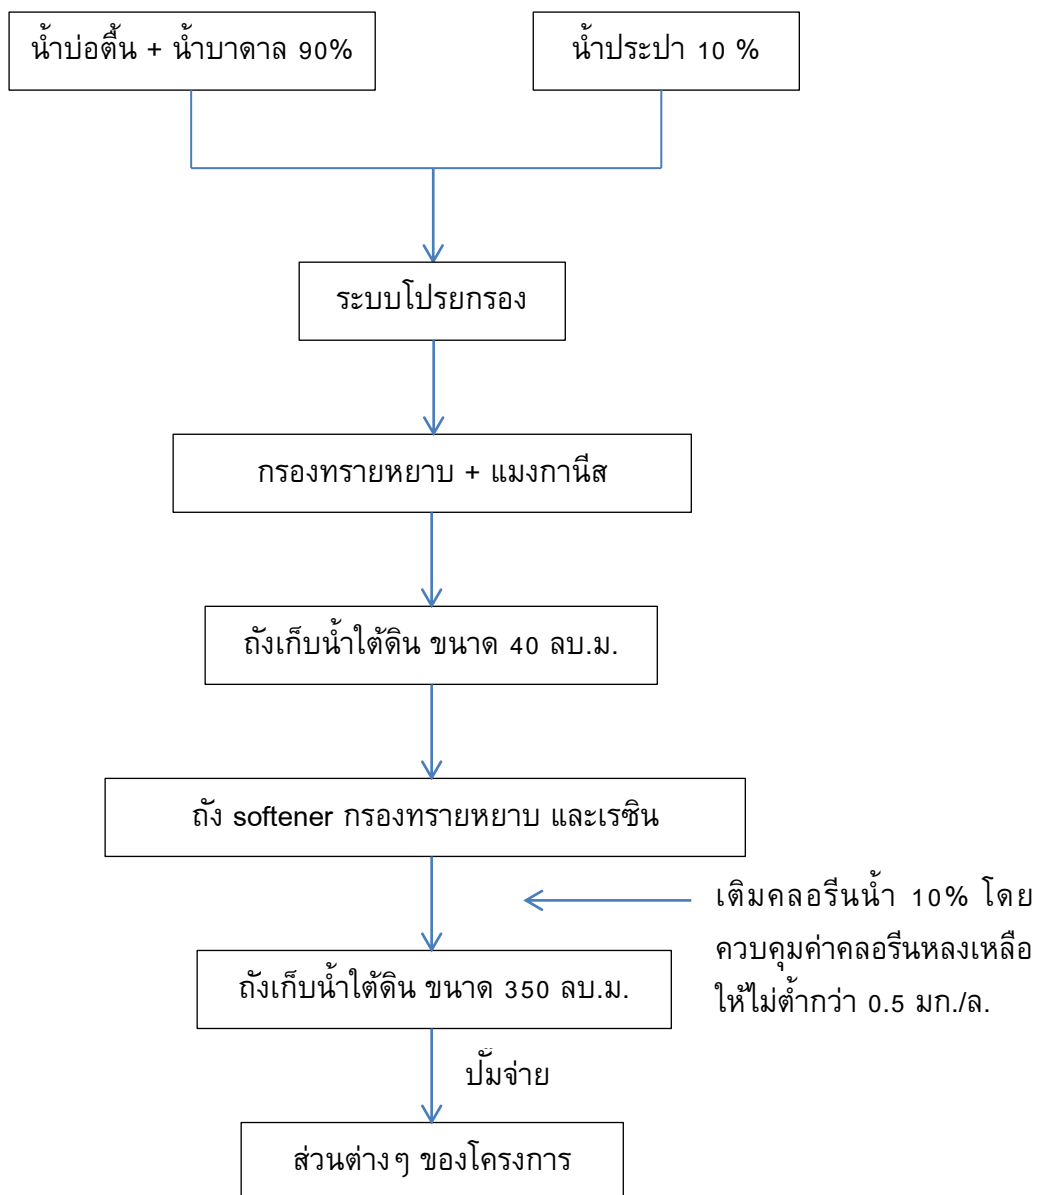 น้ำบ่อตื้น + น้ำบาดาล 90%
น้ำประปา 10 %
ระบบโปรยกรอง
กรองทรายหยาบ + แมงกานีส
ถังเก็บน้ำใต้ดิน ขนาด 40 ลบ.ม.
ถัง softener กรองทรายหยาบ และเรซิน
เติมคลอรีนน้ำ 10% โดย
ควบคุมค่าคลอรีนหลงเหลือ
ให้ไม่ต่ำกว่า 0.5 มก./ล.
ถังเก็บน้ำใต้ดิน ขนาด 350 ลบ.ม.
ปั๊มจ่าย
ส่วนต่างๆ ของโครงการ